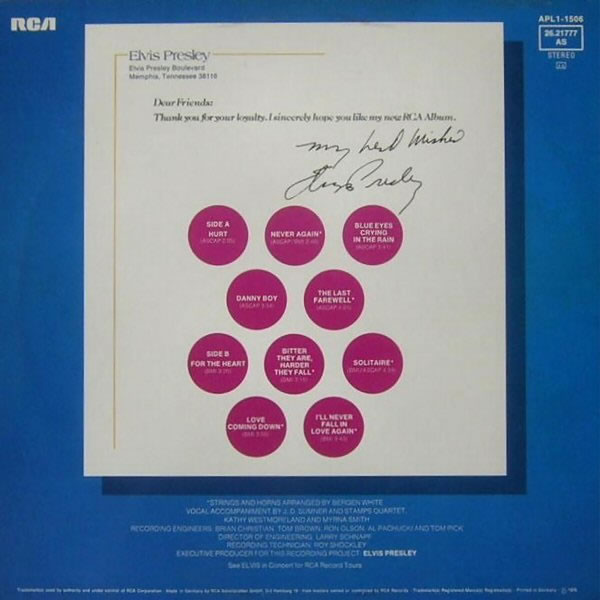 RCA
APL1-1506
26.21777
AS
STEREO
Elvis Presley
Elvis Presley Boulevard
Memphis, Tennessee 38116
Dear Friends:
Thank you for your loyalty. I sincerely hope you like my new RCA Album.
my best Wishes
Elvis Presley
SIDE A
HURT
NEVER AGAIN*
BLUE EYES
CRYING
IN THE RAIN
DANNY BOY
THE LAST
FAREWELL*
SIDE B
FOR THE HEART
BITTER
THEY ARE,
HARDER
THEY FALL*
SOLITAIRE*
LOVE
COMING DOWN*
I'LL NEVER
FALL IN
LOVE AGAIN*
*STRINGS AND HORNS ARRANGED BY BERGEN WHITE
VOCAL ACCOMPANIMENT BY J.D. SUMNER AND STAMPS QUARTET,
KATHY WESTMORELAND AND MYRNA SMITH
RECORDING ENGINEERS: BRIAN CHRISTIAN, TOM BROWN, RON OLSON, AL PACHUCKI AND TOM PICK
DIRECTOR OF ENGINEERING: LARRY SCHNAPF
RECORDING TECHNICIAN: ROY SHOCKLEY
EXECUTIVE PRODUCER FOR THIS RECORDING PROJECT: ELVIS PRESLEY
See ELVIS in Concert for RCA Record Tours